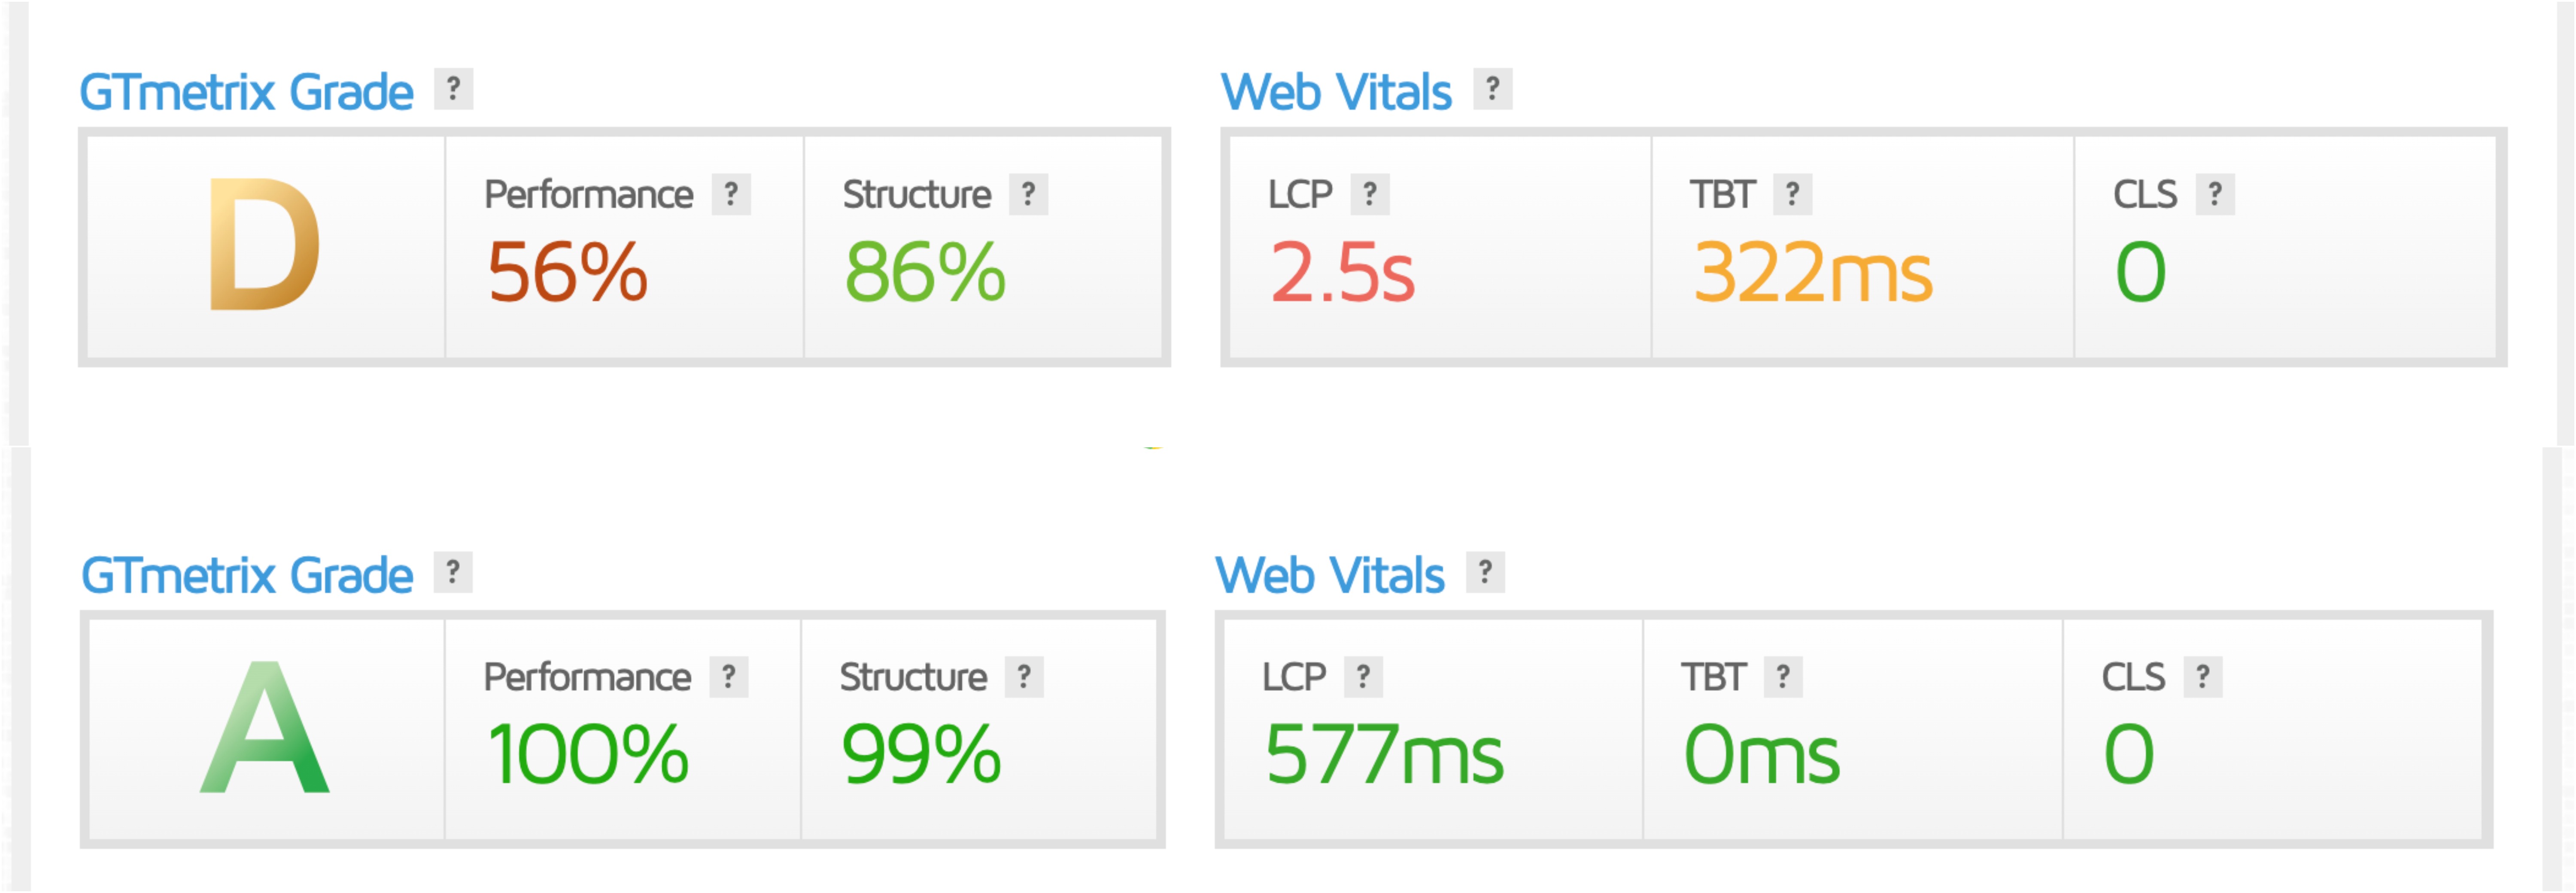 GTmetrix Grade ? Web Vitals ?
D Performance ? Structure ? LCP ? TBT ? CLS ?
56% 86% 2.5s 322ms 0
GTmetrix Grade ? Web Vitals ?
A Performance ? Structure ? LCP ? TBT ? CLS ?
100% 99% 577ms 0ms 0